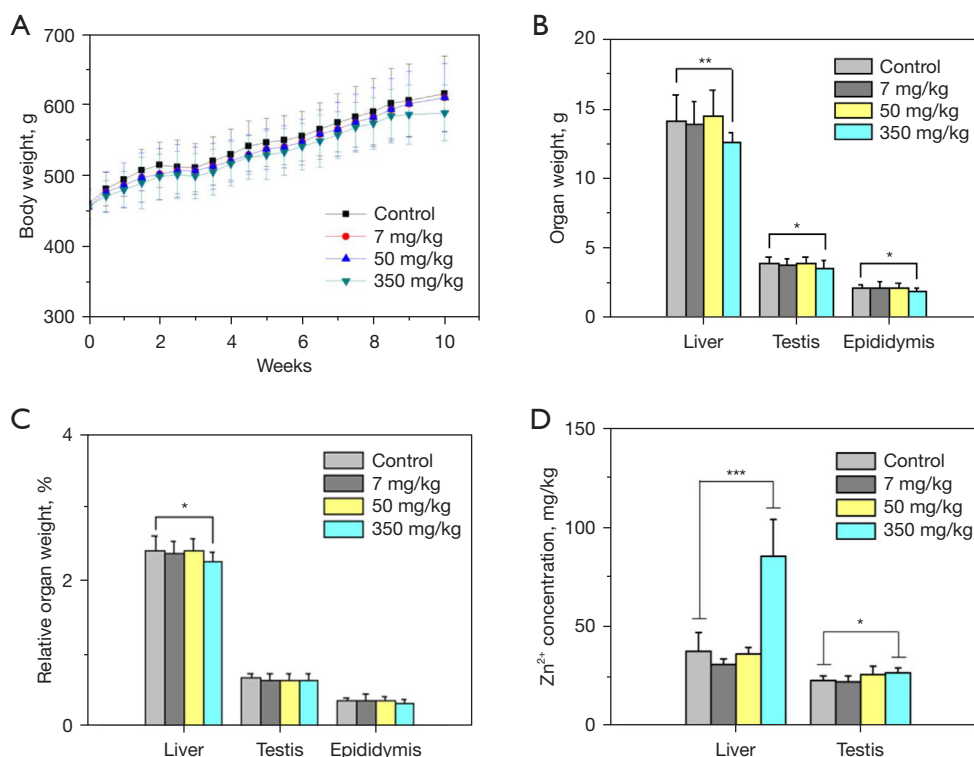 A
700
600
500
400
300
Body weight, g
Control
7 mg/kg
50 mg/kg
350 mg/kg
0 2 4 6 8 10
Weeks
B
20
15
10
5
0
Organ weight, g
Control
7 mg/kg
50 mg/kg
350 mg/kg
**
*
*
Liver Testis Epididymis
C
4
2
0
Relative organ weight, %
Control
7 mg/kg
50 mg/kg
350 mg/kg
*
Liver Testis Epididymis
D
150
100
50
0
Zn²⁺ concentration, mg/kg
Control
7 mg/kg
50 mg/kg
350 mg/kg
***
*
Liver Testis